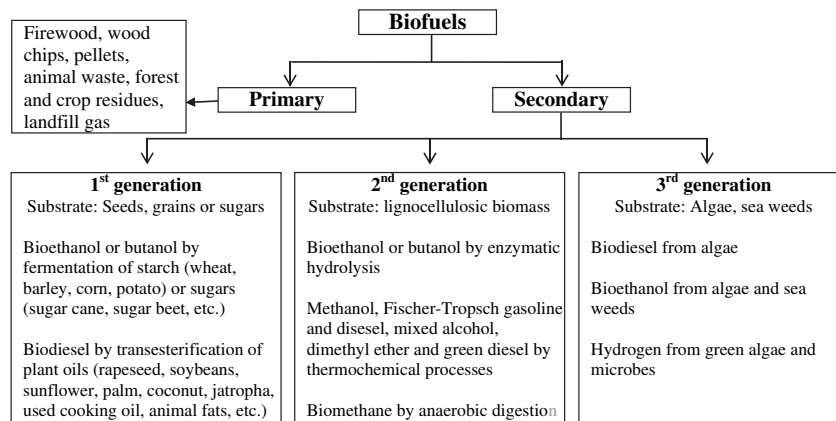 Biofuels
Firewood, wood
chips, pellets,
animal waste, forest
and crop residues,
landfill gas
Primary
Secondary
1st generation
Substrate: Seeds, grains or sugars
Bioethanol or butanol by
fermentation of starch (wheat,
barley, corn, potato) or sugars
(sugar cane, sugar beet, etc.)
Biodiesel by transesterification of
plant oils (rapeseed, soybeans,
sunflower, palm, coconut, jatropha,
used cooking oil, animal fats, etc.)
2nd generation
Substrate: lignocellulosic biomass
Bioethanol or butanol by enzymatic
hydrolysis
Methanol, Fischer-Tropsch gasoline
and disesel, mixed alcohol,
dimethyl ether and green diesel by
thermochemical processes
Biomethane by anaerobic digestion
3rd generation
Substrate: Algae, sea weeds
Biodiesel from algae
Bioethanol from algae and sea
weeds
Hydrogen from green algae and
microbes